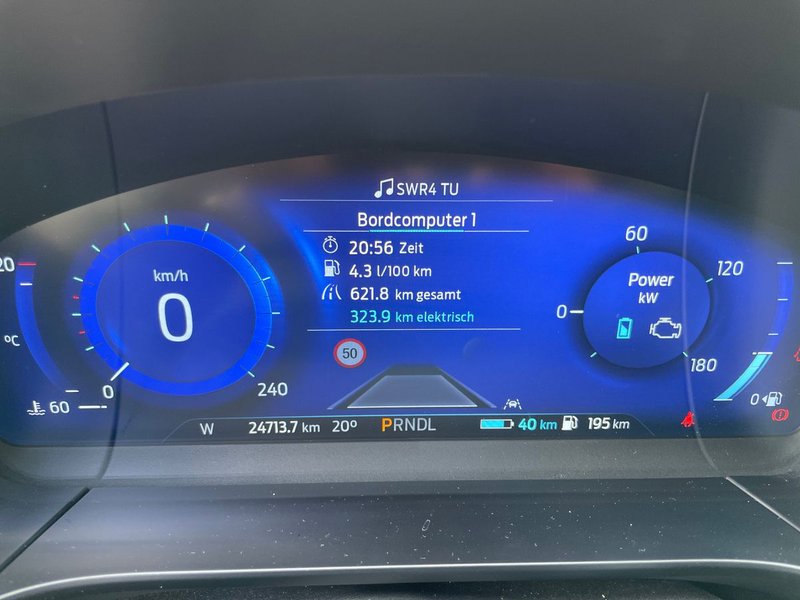 SWR4 TU
Bordcomputer 1
20:56 Zeit
4.3 l/100 km
621.8 km gesamt
323.9 km elektrisch
50
20
°C
60
km/h
0
0
240
60
120
Power
kW
0
180
0
W 24713.7 km 20° PRNDL 40 km 195 km